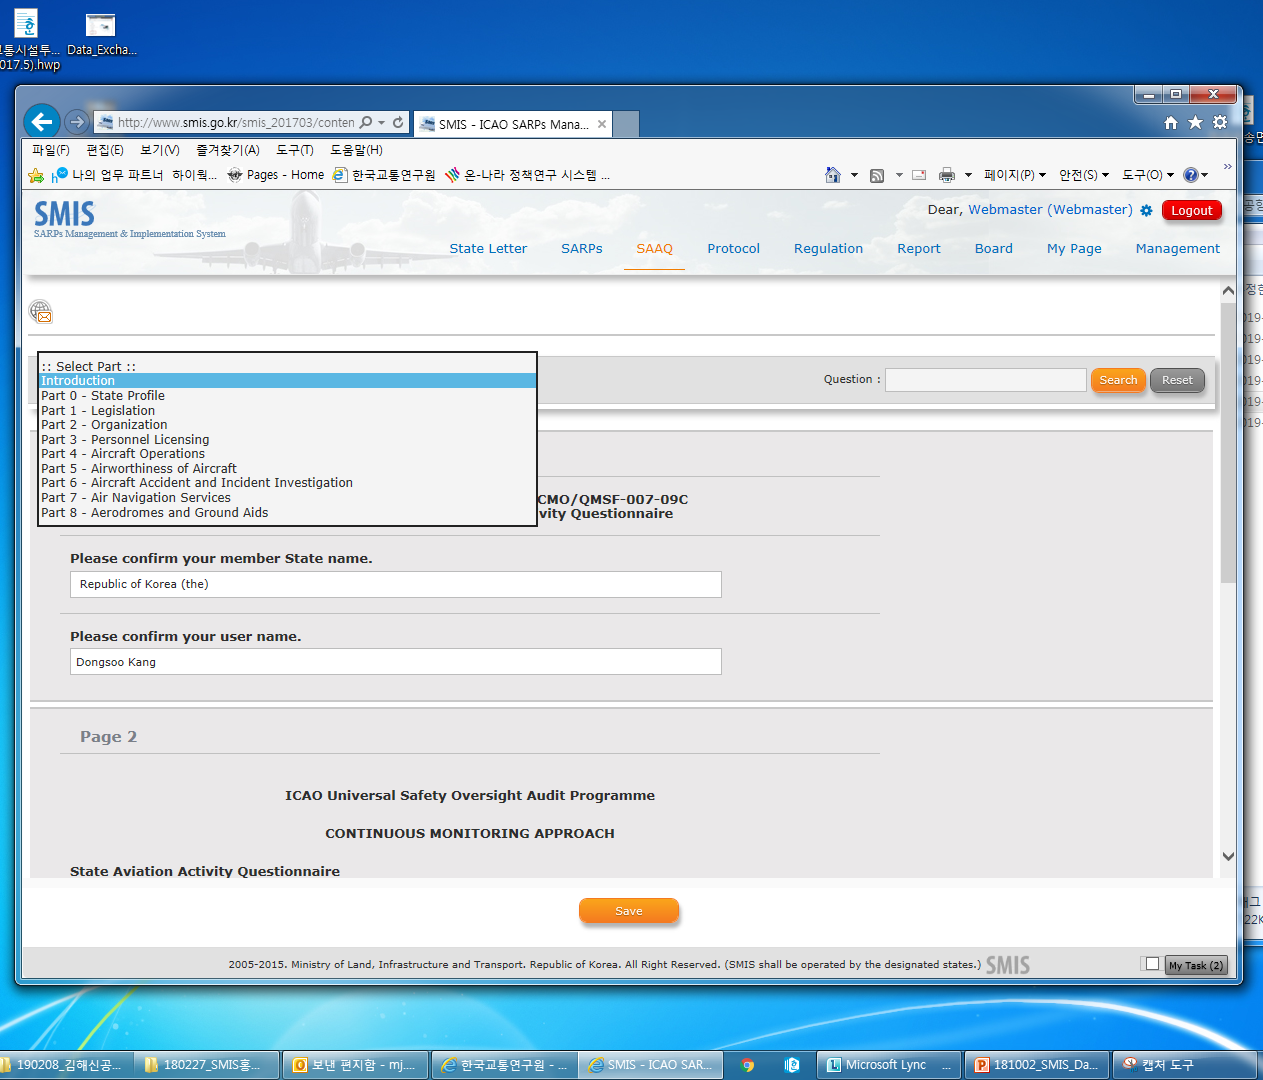 Data_Excha...
017.5).hwp
http://www.smis.go.kr/smis_201703/conten
SMIS - ICAO SARPs Mana...
파일(F) 편집(E) 보기(V) 즐겨찾기(A) 도구(T) 도움말(H)
나의 업무 파트너 하이웍... Pages - Home 한국교통연구원 온-나라 정책연구 시스템 ... 페이지(P) 안전(S) 도구(O)
SMIS
SARPs Management & Implementation System
Dear, Webmaster (Webmaster) Logout
State Letter SARPs SAAQ Protocol Regulation Report Board My Page Management
:: Select Part ::
Introduction
Part 0 - State Profile
Part 1 - Legislation
Part 2 - Organization
Part 3 - Personnel Licensing
Part 4 - Aircraft Operations
Part 5 - Airworthiness of Aircraft
Part 6 - Aircraft Accident and Incident Investigation
Part 7 - Air Navigation Services
Part 8 - Aerodromes and Ground Aids
Question : Search Reset
CMO/QMSF-007-09C
vity Questionnaire
Please confirm your member State name.
Republic of Korea (the)
Please confirm your user name.
Dongsoo Kang
Page 2
ICAO Universal Safety Oversight Audit Programme
CONTINUOUS MONITORING APPROACH
State Aviation Activity Questionnaire
Save
2005-2015. Ministry of Land, Infrastructure and Transport. Republic of Korea. All Right Reserved. (SMIS shall be operated by the designated states.) SMIS
My Task (2)
190208_김해신공... 180227_SMIS홈... 보낸 편지함 - mj.... 한국교통연구원 - ... SMIS - ICAO SAR... Microsoft Lync ... 181002_SMIS_Da... 캡처 도구